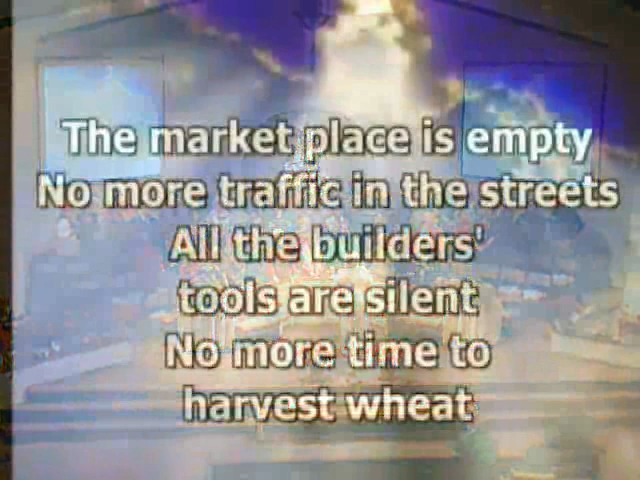 The market place is empty
No more traffic in the streets
All the builders'
tools are silent
No more time to
harvest wheat